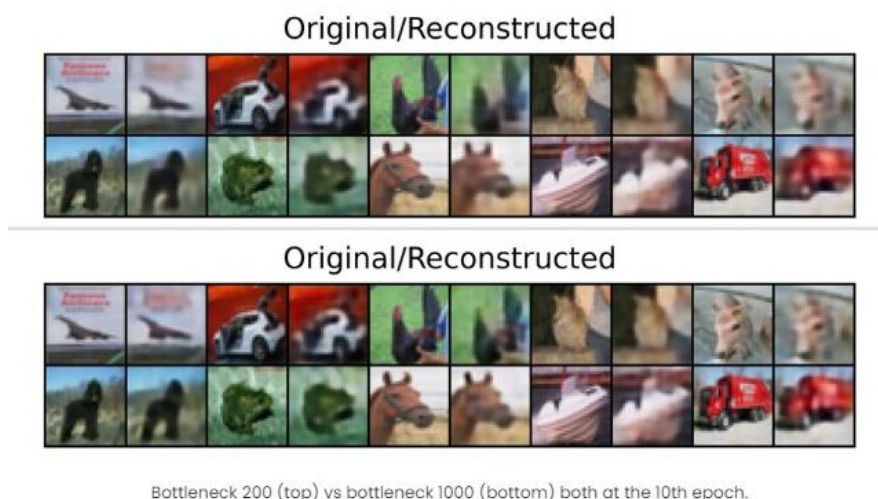 Original/Reconstructed
Original/Reconstructed
Bottleneck 200 (top) vs bottleneck 1000 (bottom) both at the 10th epoch.